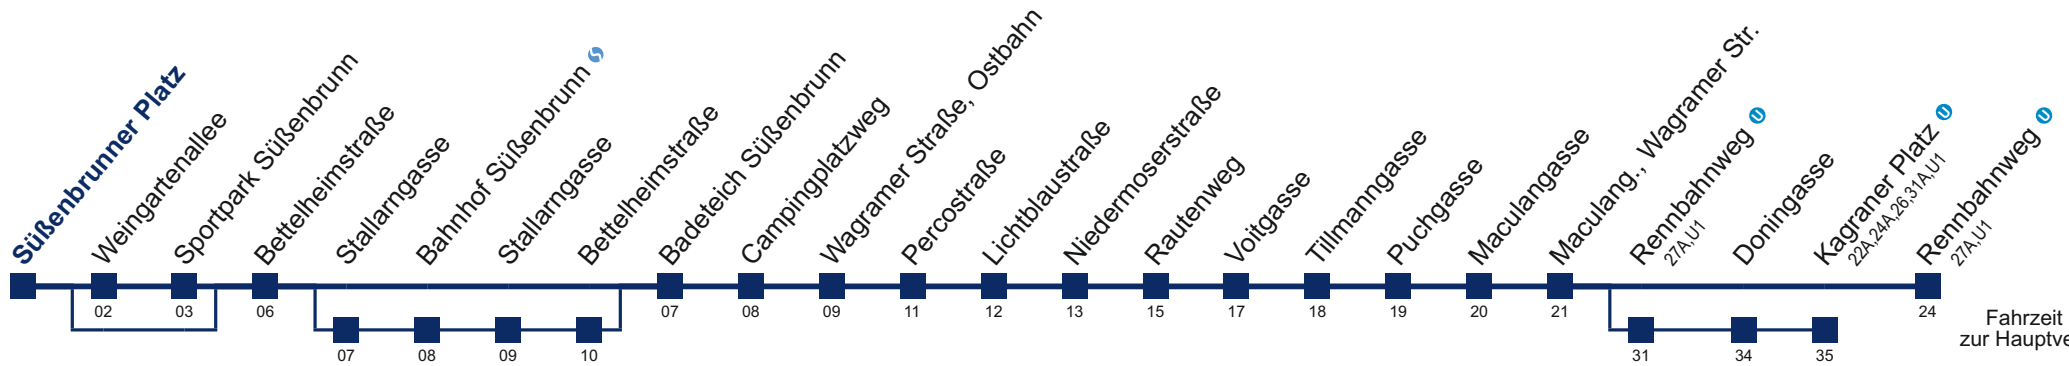 Süßenbrunner Platz
Weingartenallee
Sportpark Süßenbrunn
Bettelheimstraße
Stallarngasse
Bahnhof Süßenbrunn
Stallarngasse
Bettelheimstraße
Badeteich Süßenbrunn
Campingplatzweg
Wagramer Straße, Ostbahn
Percostraße
Lichtblaustraße
Niedermoserstraße
Rautenweg
Voitgasse
Tillmanngasse
Puchgasse
Maculangasse
Maculang., Wagramer Str.
Rennbahnweg U
27A,U1
Doningasse
Kagraner Platz U
22A,24A,26,31A,U1
Rennbahnweg U
27A,U1
02 03 06 07 08 09 11 12 13 15 17 18 19 20 21 24
07 08 09 10 31 34 35
Fahrzeit
zur Hauptve